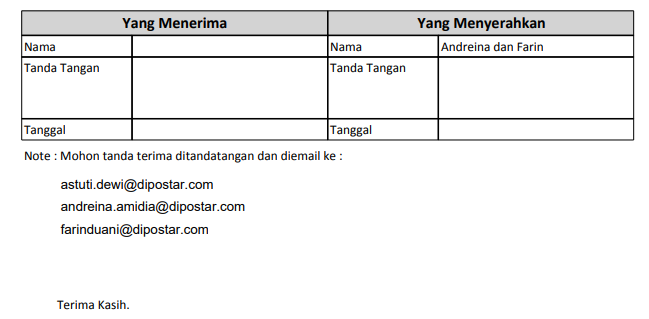 Yang Menerima Yang Menyerahkan
Nama Nama Andreina dan Farin
Tanda Tangan Tanda Tangan
Tanggal Tanggal
Note : Mohon tanda terima ditandatangan dan diemail ke :
astuti.dewi@dipostar.com
andreina.amidia@dipostar.com
farinduani@dipostar.com
Terima Kasih.